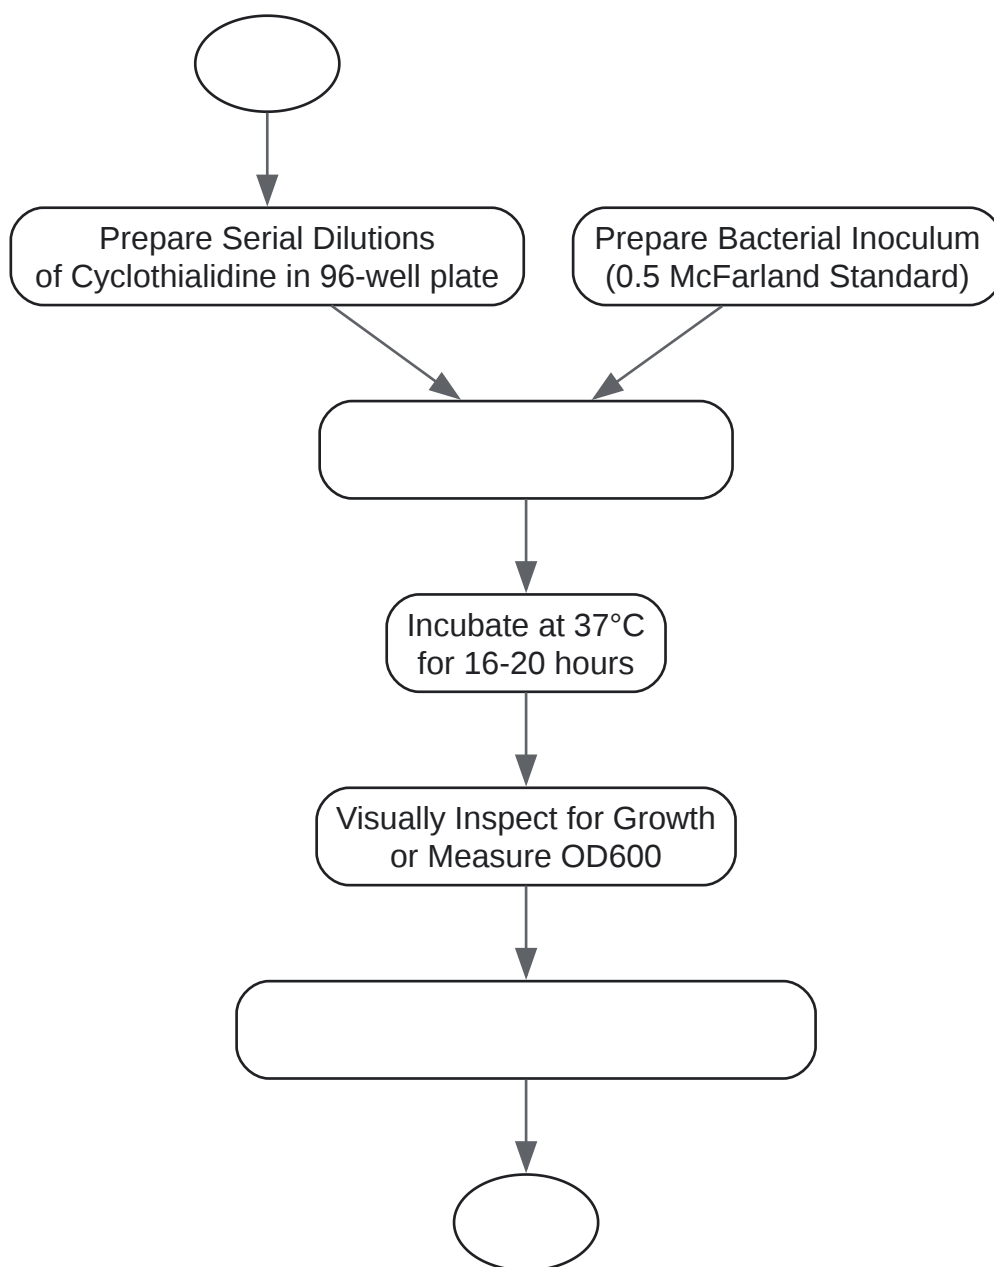 Prepare Serial Dilutions
of Cyclothialidine in 96-well plate
Prepare Bacterial Inoculum
(0.5 McFarland Standard)
Incubate at 37°C
for 16-20 hours
Visually Inspect for Growth
or Measure OD600